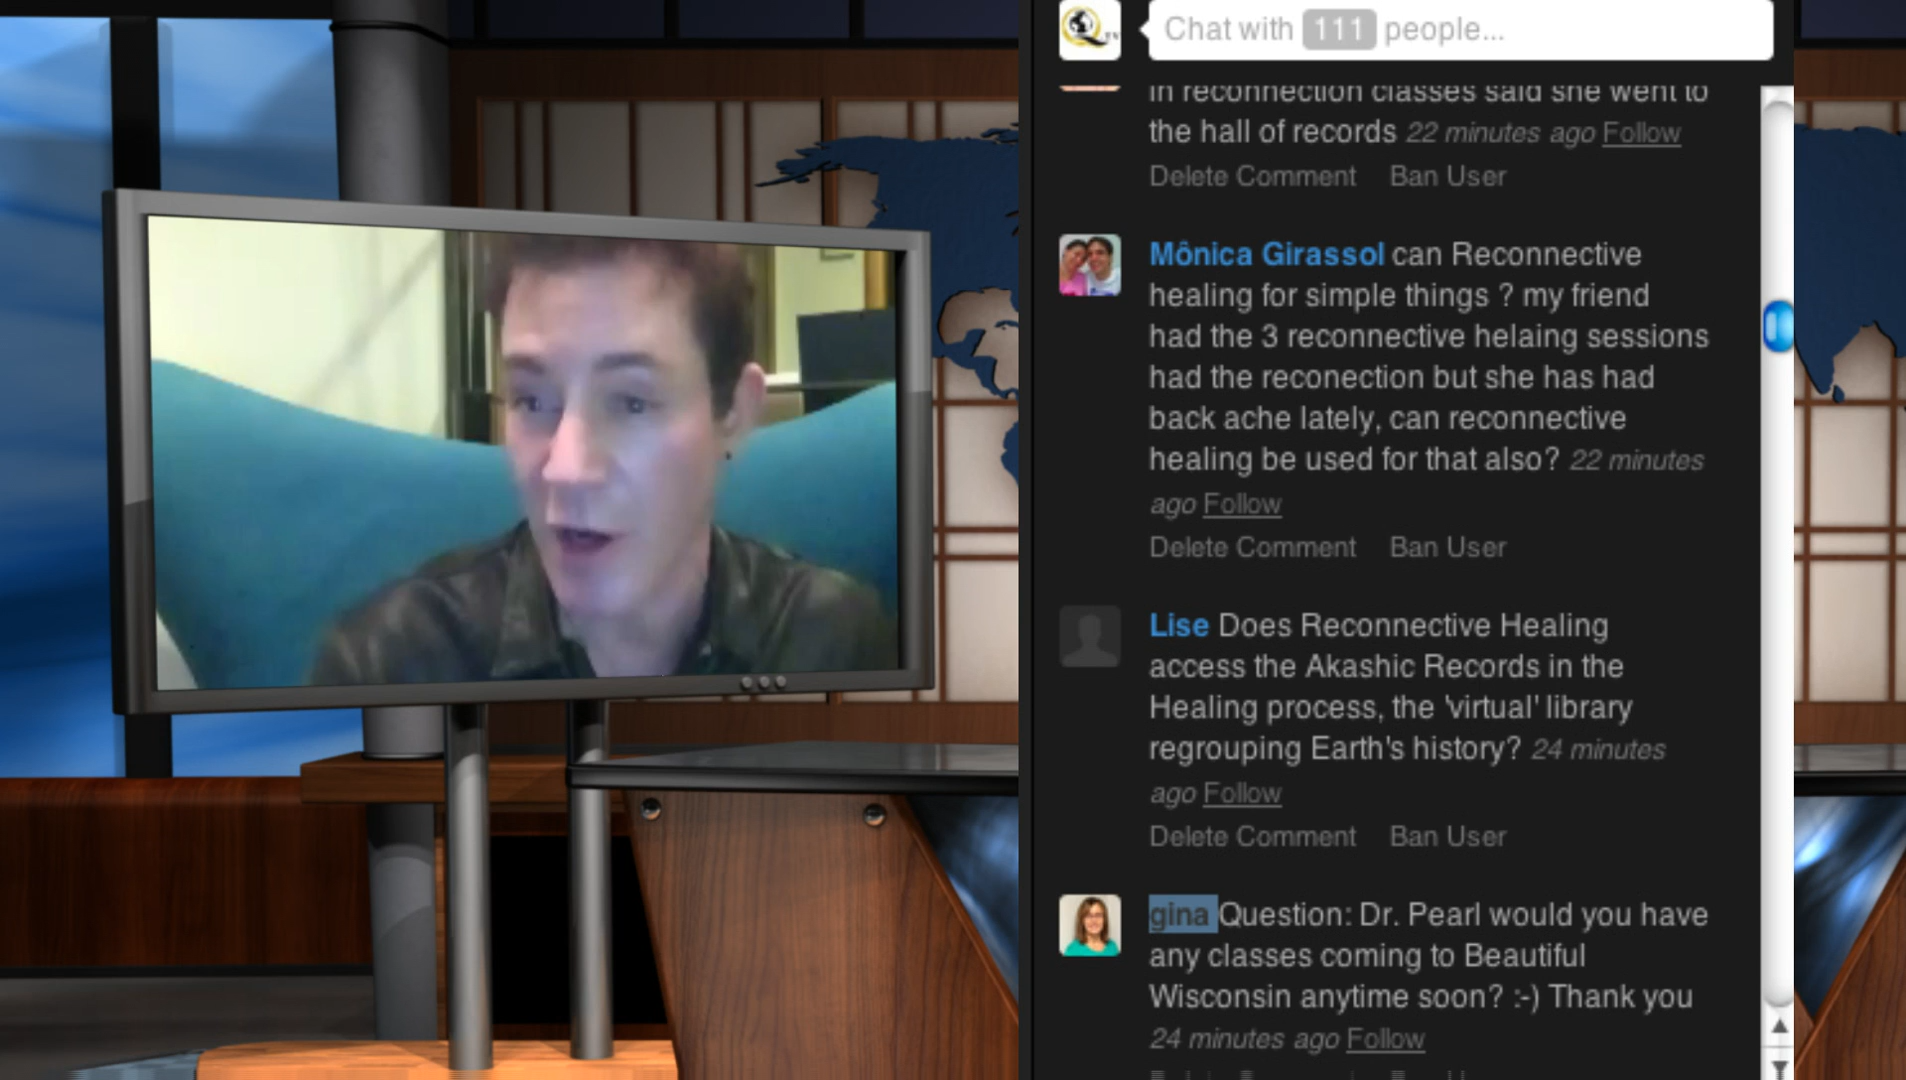 Chat with 111 people...
in reconnection classes said she went to
the hall of records 22 minutes ago Follow
Delete Comment Ban User
Mônica Girassol can Reconnective
healing for simple things ? my friend
had the 3 reconnective helaing sessions
had the reconection but she has had
back ache lately, can reconnective
healing be used for that also? 22 minutes
ago Follow
Delete Comment Ban User
Lise Does Reconnective Healing
access the Akashic Records in the
Healing process, the 'virtual' library
regrouping Earth's history? 24 minutes
ago Follow
Delete Comment Ban User
gina Question: Dr. Pearl would you have
any classes coming to Beautiful
Wisconsin anytime soon? :-) Thank you
24 minutes ago Follow